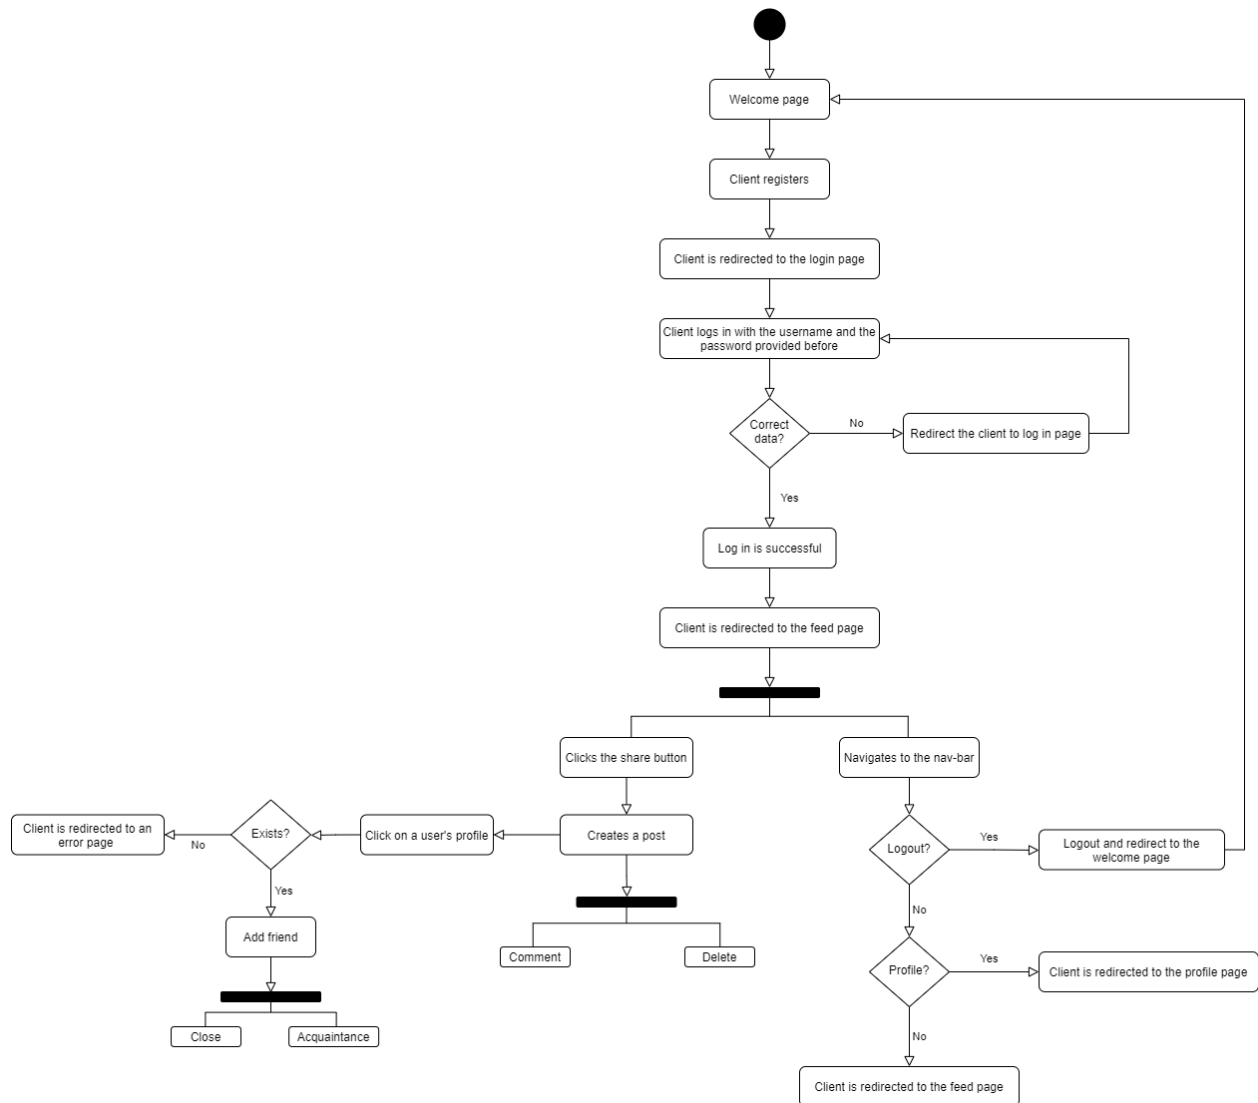 Welcome page
Client registers
Client is redirected to the login page
Client logs in with the username and the
password provided before
Correct
data?
No
Redirect the client to log in page
Yes
Log in is successful
Client is redirected to the feed page
Clicks the share button
Navigates to the nav-bar
Client is redirected to an
error page
No
Exists?
Click on a user's profile
Creates a post
Logout?
Yes
Logout and redirect to the
welcome page
Yes
No
Add friend
Comment
Delete
Profile?
Yes
Client is redirected to the profile page
Close
Acquaintance
No
Client is redirected to the feed page